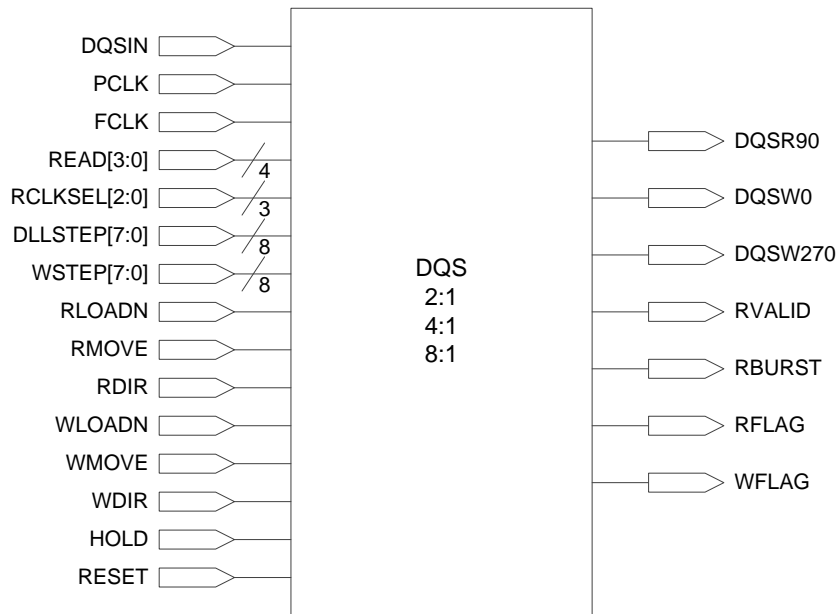 DQSIN
PCLK
FCLK
READ[3:0]
4
RCLKSEL[2:0]
3
DLLSTEP[7:0]
8
WSTEP[7:0]
8
RLOADN
RMOVE
RDIR
WLOADN
WMOVE
WDIR
HOLD
RESET
DQS
2:1
4:1
8:1
DQSR90
DQSW0
DQSW270
RVALID
RBURST
RFLAG
WFLAG